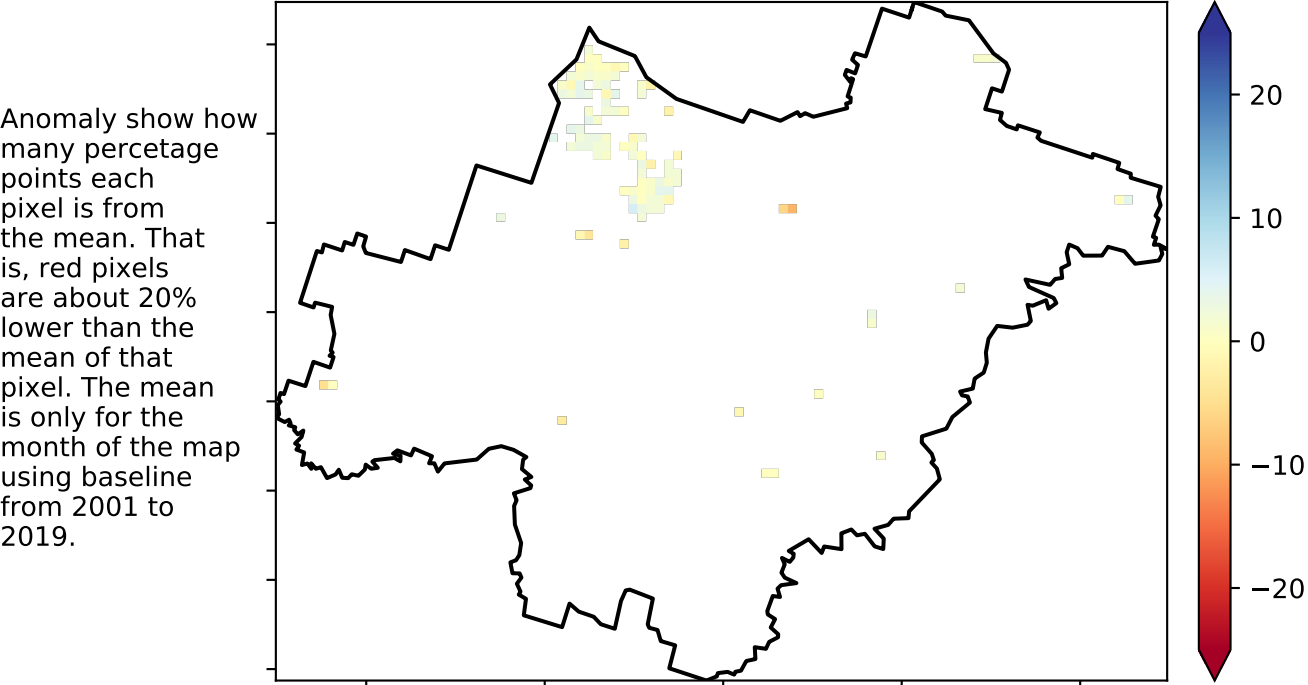 Anomaly show how
many percetage
points each
pixel is from
the mean. That
is, red pixels
are about 20%
lower than the
mean of that
pixel. The mean
is only for the
month of the map
using baseline
from 2001 to
2019.
20
10
0
−10
−20